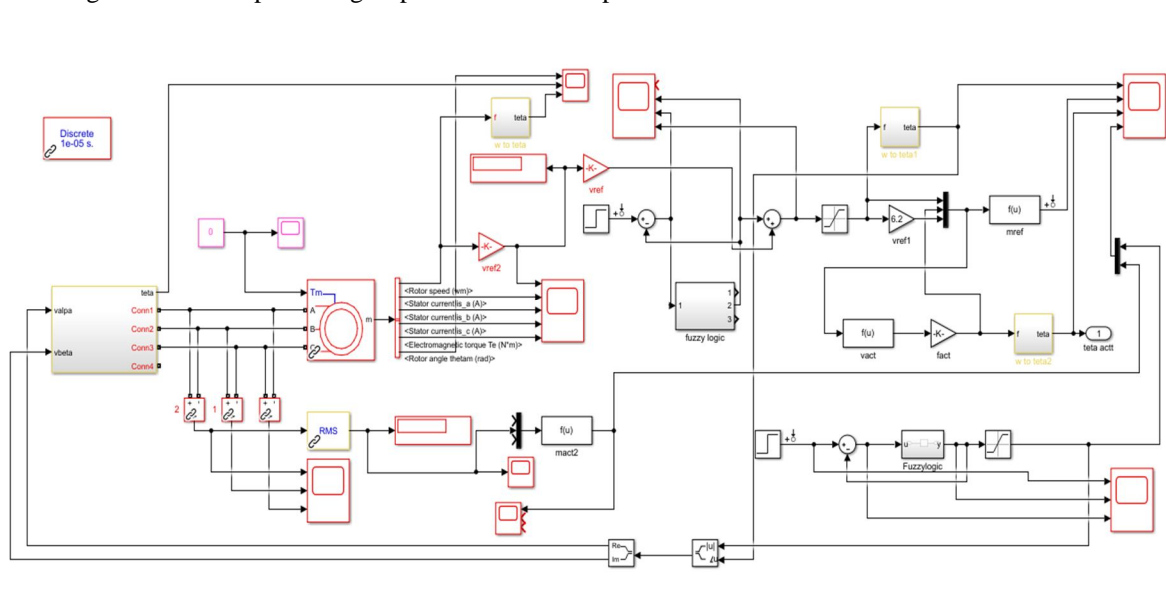 f
teta
w to teta
Discrete
1e-05 s.
-K-
vref
f
teta
w to teta1
0
-K-
vref2
6.2
vref1
f(u)
mref
teta
valpa
Conn1
Conn2
vbeta
Conn3
Conn4
Tm
A
B
m
<Rotor speed (wm)>
<Stator current is_a (A)>
<Stator current is_b (A)>
<Stator current is_c (A)>
<Electromagnetic torque Te (N*m)>
<Rotor angle thetam (rad)>
1
1
2
3
fuzzy logic
f(u)
vact
-K-
fact
f
teta
w to teta2
1
teta actt
2
1
RMS
f(u)
mact2
u
y
Fuzzylogic
Re
Im
|u|